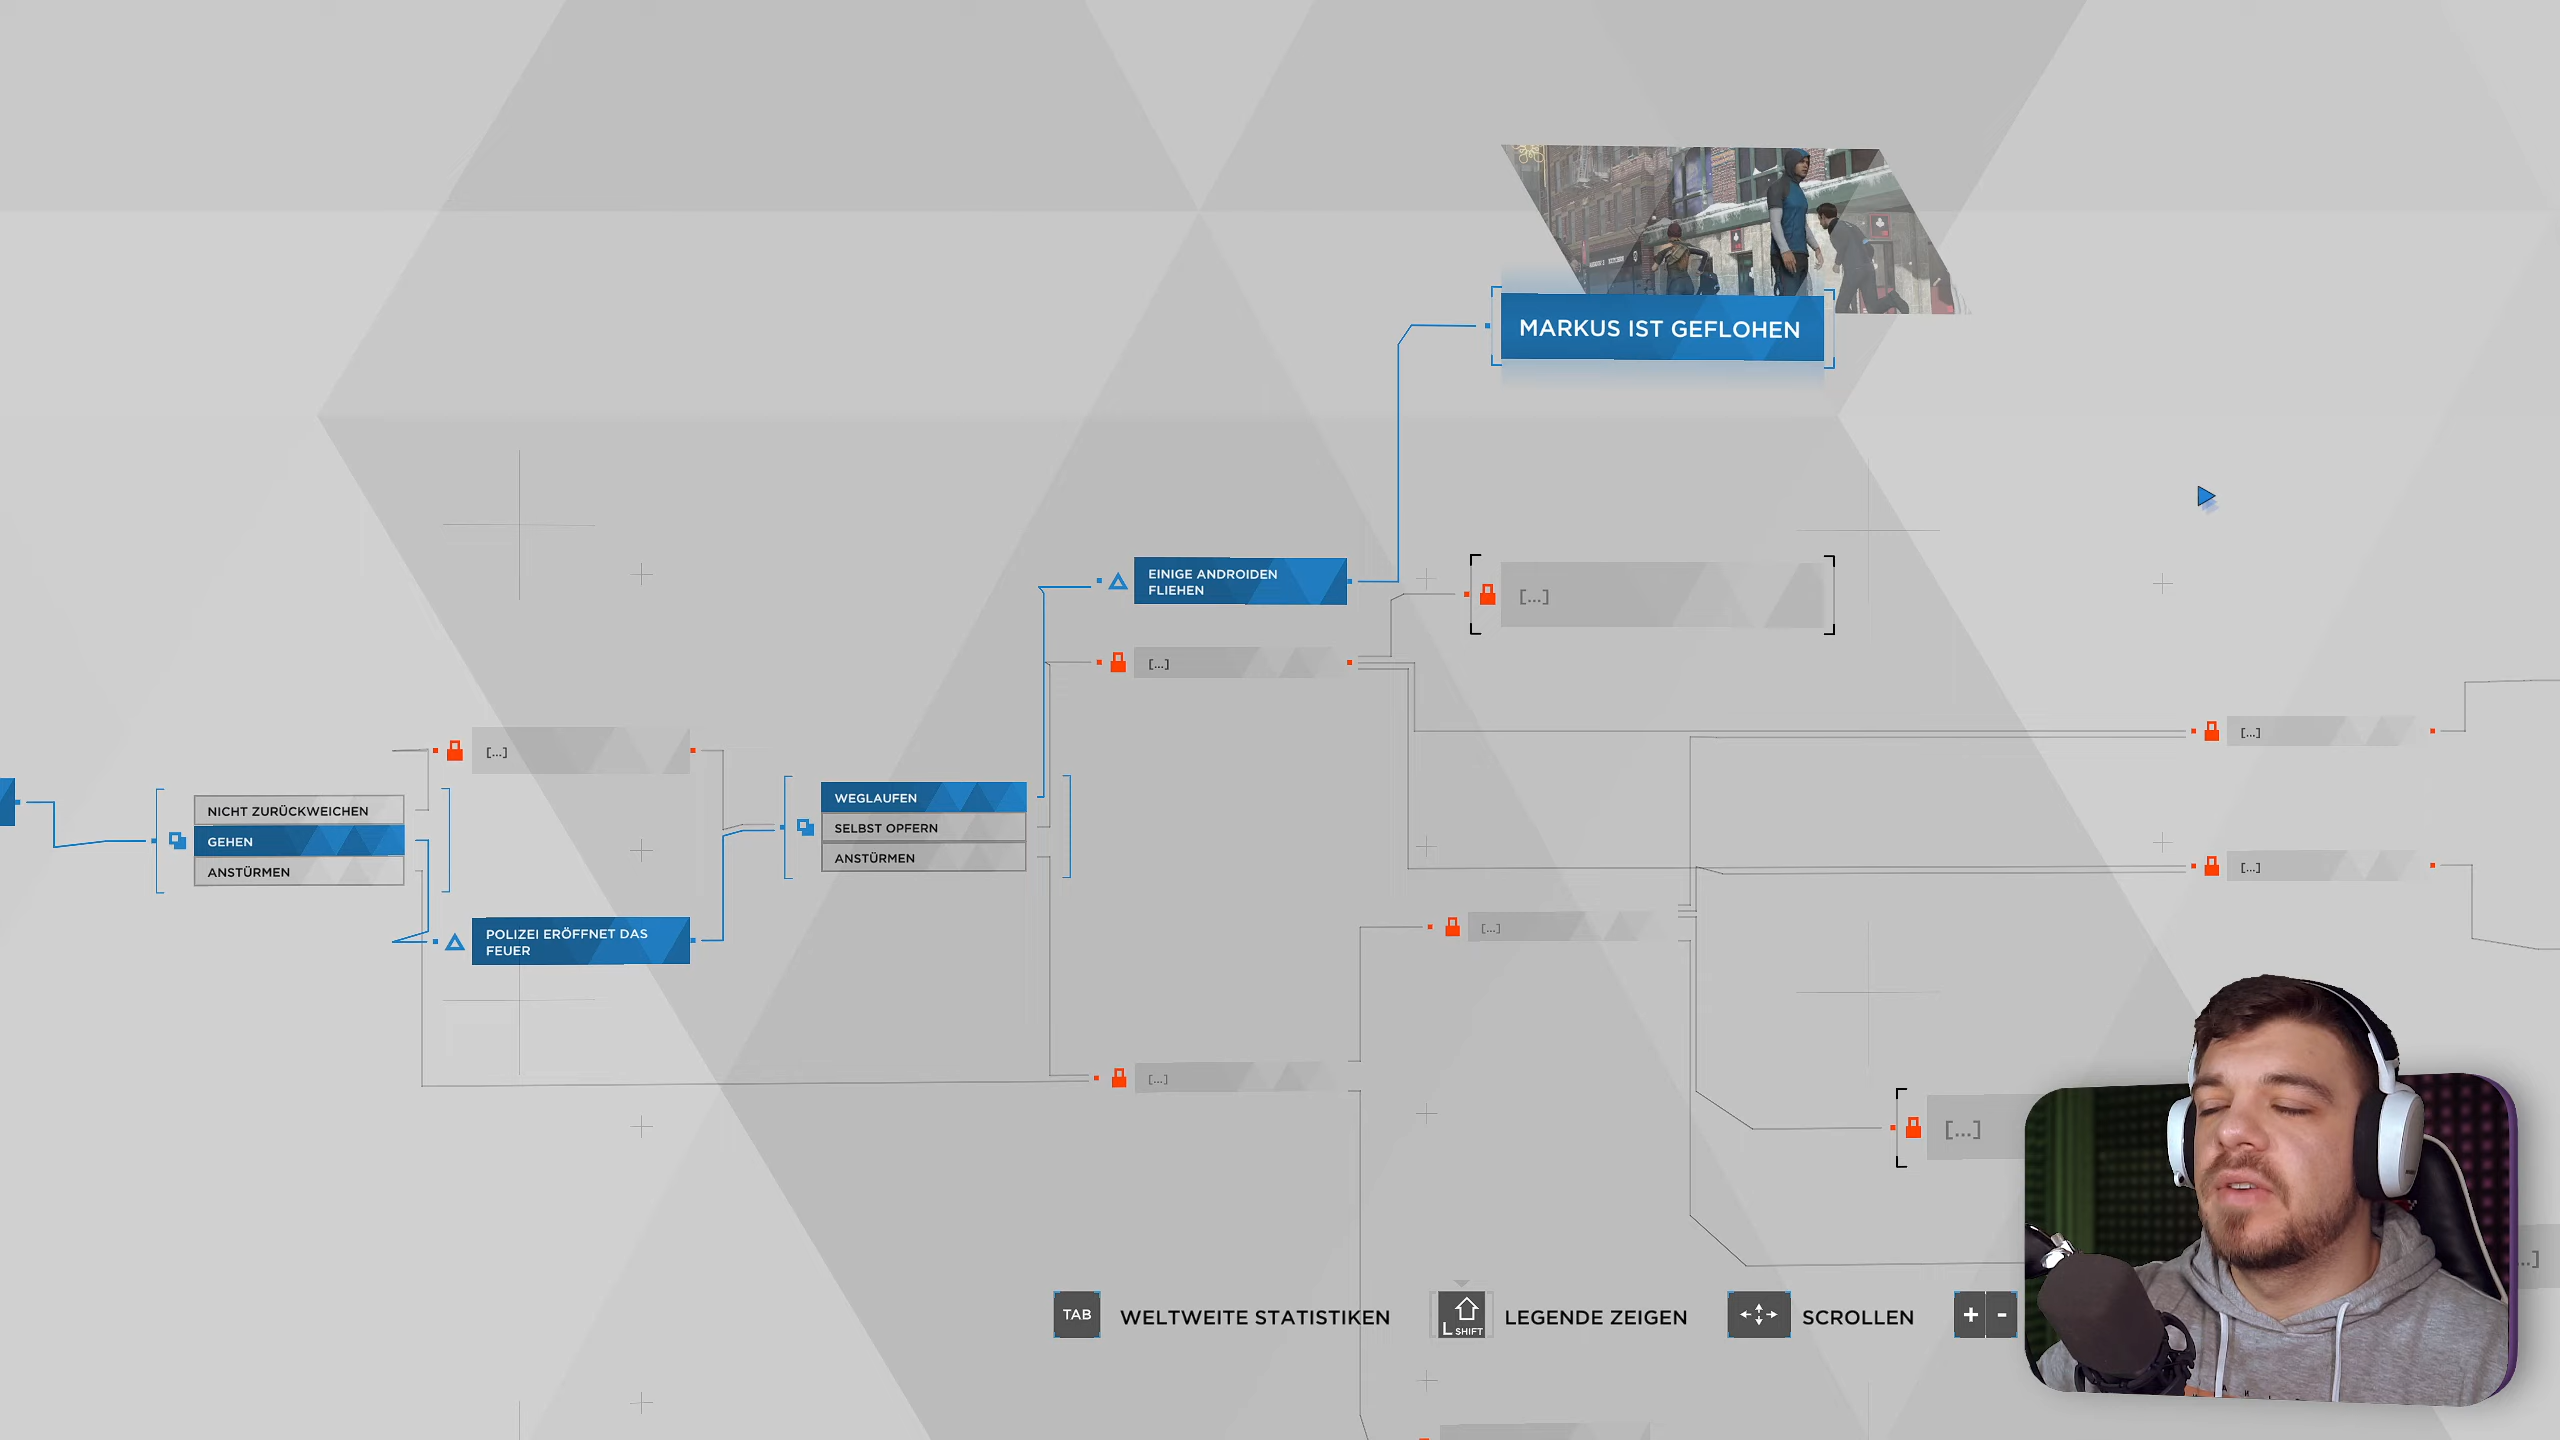 MARKUS IST GEFLOHEN
EINIGE ANDROIDEN
FLIEHEN
[...]
[...]
[...]
[...]
NICHT ZURÜCKWEICHEN
GEHEN
ANSTÜRMEN
WEGLAUFEN
SELBST OPFERN
ANSTÜRMEN
[...]
POLIZEI ERÖFFNET DAS
FEUER
[...]
[...]
[...]
...]
TAB WELTWEITE STATISTIKEN
L SHIFT LEGENDE ZEIGEN
SCROLLEN
+ -